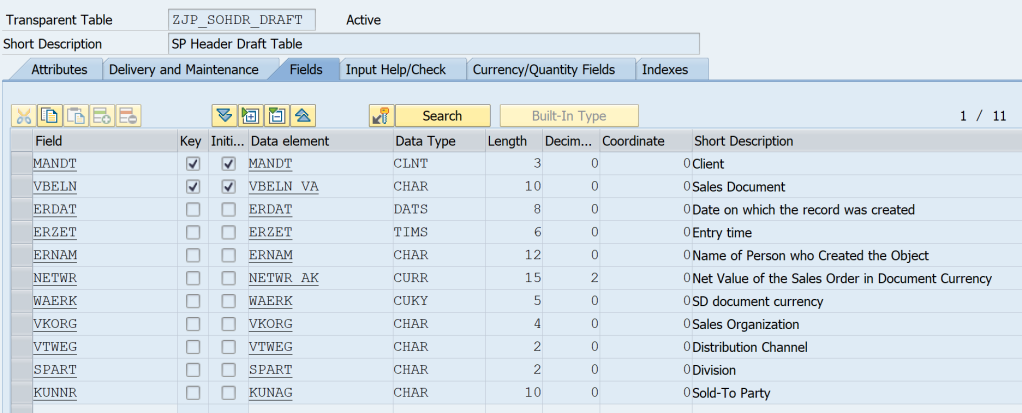 Transparent Table ZJP_SOHDR_DRAFT Active
Short Description SP Header Draft Table
Attributes Delivery and Maintenance Fields Input Help/Check Currency/Quantity Fields Indexes
Search Built-In Type 1 / 11
Field Key Initi... Data element Data Type Length Decim... Coordinate Short Description
MANDT MANDT CLNT 3 0 0 Client
VBELN VBELN_VA CHAR 10 0 0 Sales Document
ERDAT ERDAT DATS 8 0 0 Date on which the record was created
ERZET ERZET TIMS 6 0 0 Entry time
ERNAM ERNAM CHAR 12 0 0 Name of Person who Created the Object
NETWR NETWR_AK CURR 15 2 0 Net Value of the Sales Order in Document Currency
WAERK WAERK CUKY 5 0 0 SD document currency
VKORG VKORG CHAR 4 0 0 Sales Organization
VTWEG VTWEG CHAR 2 0 0 Distribution Channel
SPART SPART CHAR 2 0 0 Division
KUNNR KUNAG CHAR 10 0 0 Sold-To Party